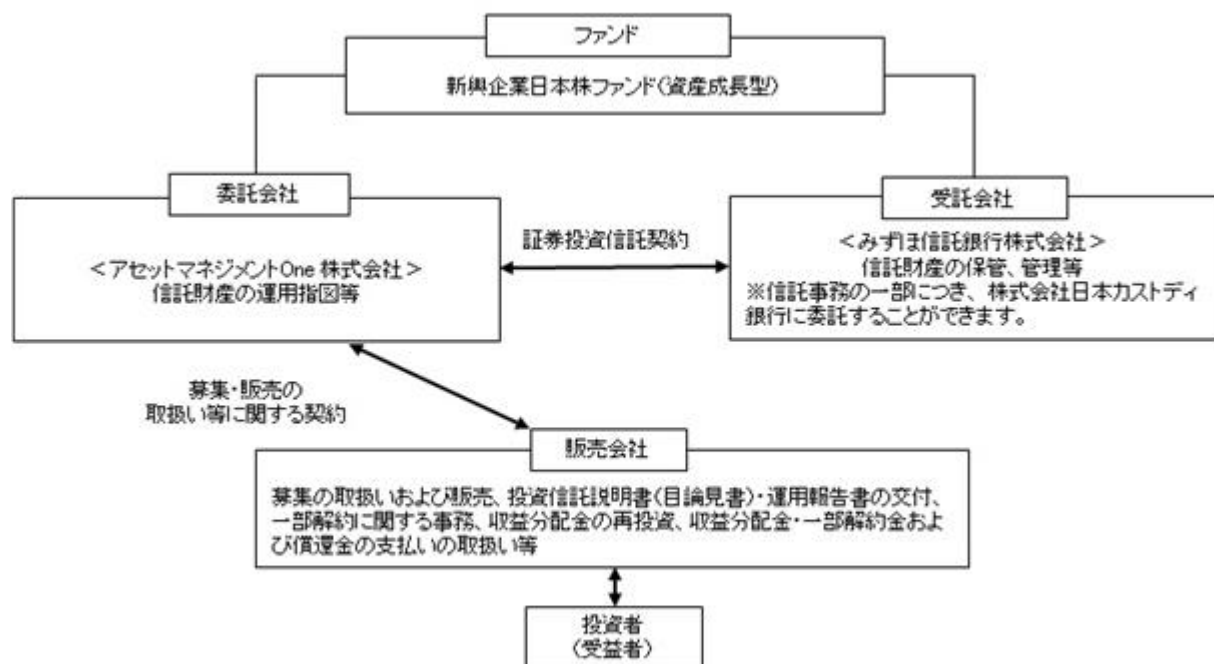 ファンド
新興企業日本株ファンド(資産成長型)
委託会社
<アセットマネジメントOne 株式会社>
信託財産の運用指図等
証券投資信託契約
受託会社
<みずほ信託銀行株式会社>
信託財産の保管、管理等
※信託事務の一部につき、株式会社日本カストディ
銀行に委託することができます。
募集・販売の
取扱い等に関する契約
販売会社
募集の取扱いおよび販売、投資信託説明書(目論見書)・運用報告書の交付、
一部解約に関する事務、収益分配金の再投資、収益分配金・一部解約金およ
び償還金の支払いの取扱い等
投資者
(受益者)